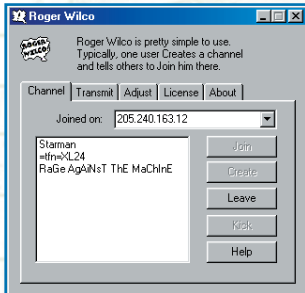 Roger Wilco
ROGER WILCO!
Roger Wilco is pretty simple to use.
Typically, one user Creates a channel
and tells others to Join him there.
Channel Transmit Adjust License About
Joined on: 205.240.163.12
Starman
=tfn=XL24
RaGe AgAiNsT ThE MaChInE
Join
Create
Leave
Kick
Help